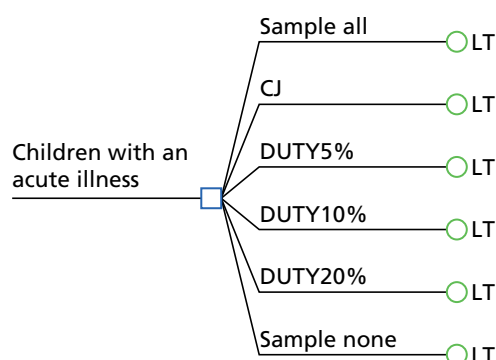 Sample all
LT
CJ
LT
Children with an
acute illness
DUTY5%
LT
DUTY10%
LT
DUTY20%
LT
Sample none
LT